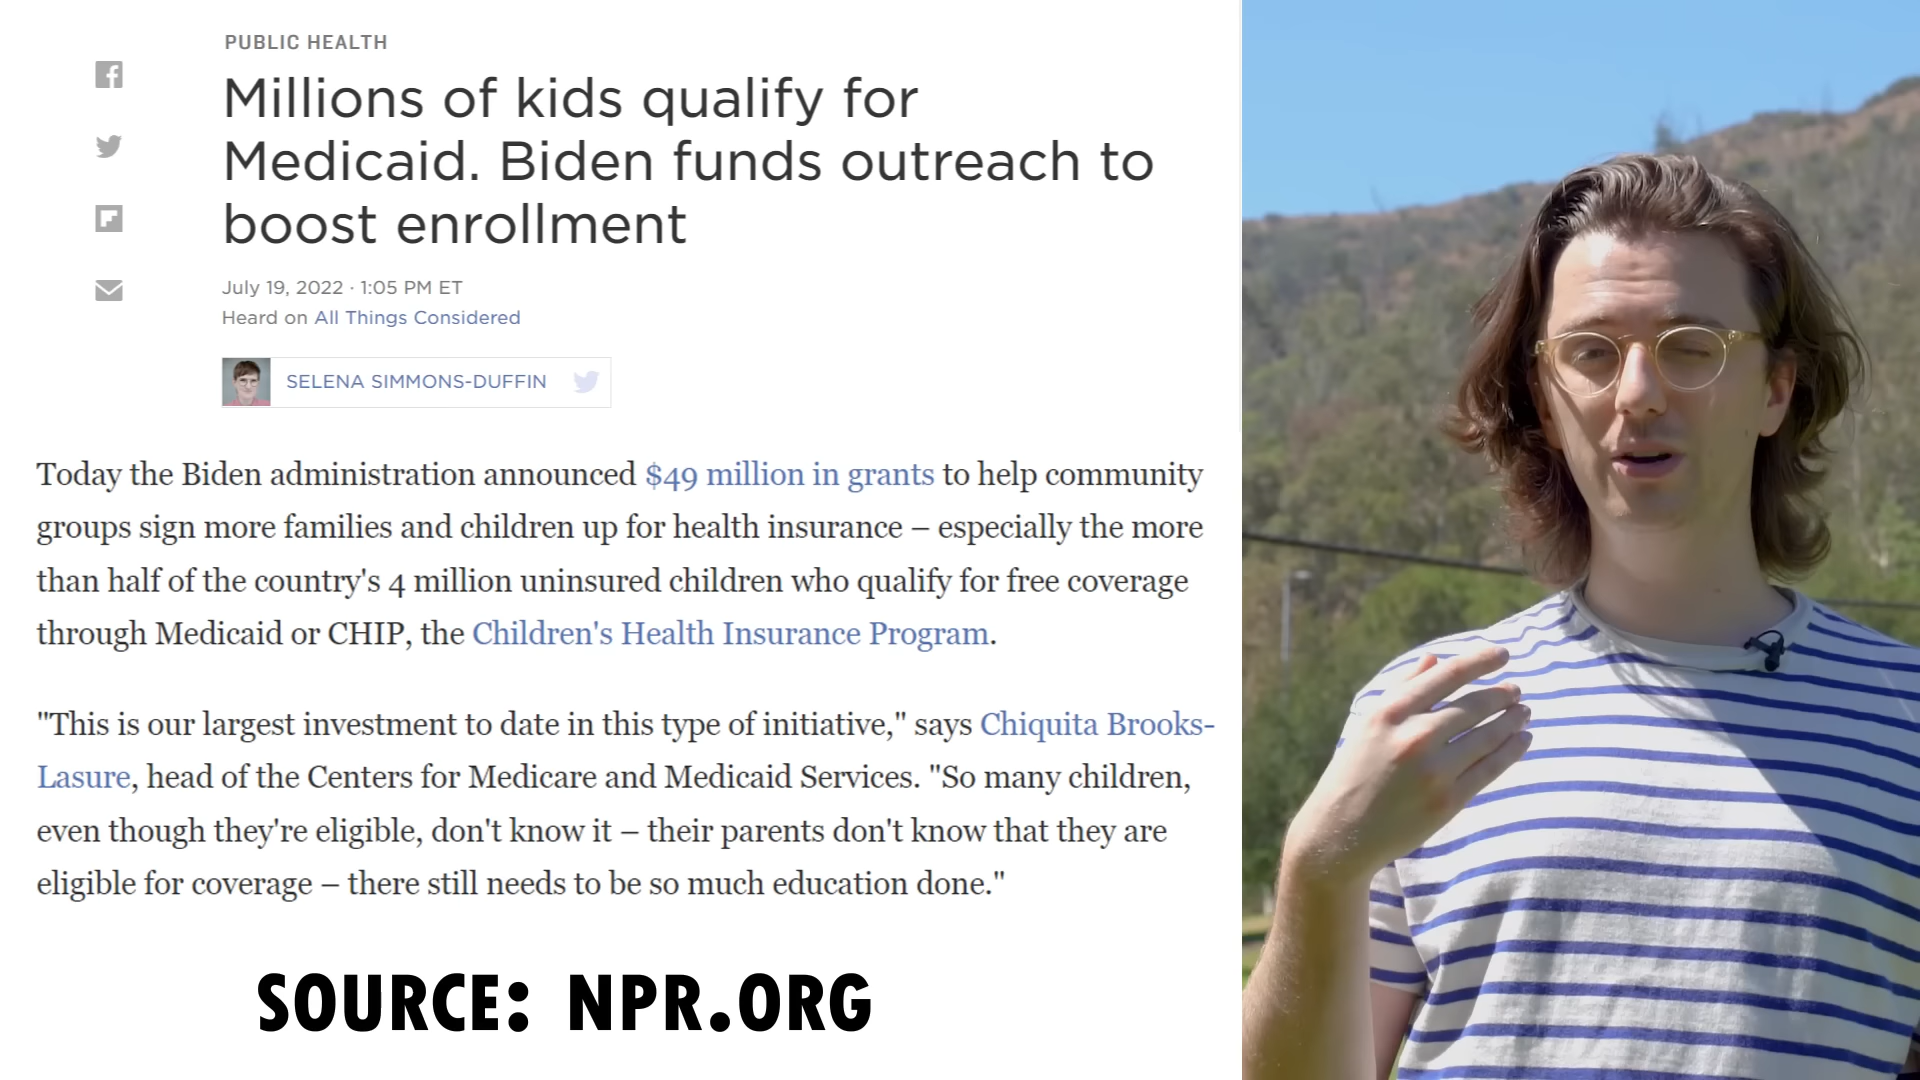 PUBLIC HEALTH
Millions of kids qualify for
Medicaid. Biden funds outreach to
boost enrollment
July 19, 2022 · 1:05 PM ET
Heard on All Things Considered
SELENA SIMMONS-DUFFIN
Today the Biden administration announced $49 million in grants to help community
groups sign more families and children up for health insurance – especially the more
than half of the country's 4 million uninsured children who qualify for free coverage
through Medicaid or CHIP, the Children's Health Insurance Program.
"This is our largest investment to date in this type of initiative," says Chiquita Brooks-
Lasure, head of the Centers for Medicare and Medicaid Services. "So many children,
even though they're eligible, don't know it – their parents don't know that they are
eligible for coverage – there still needs to be so much education done."
SOURCE: NPR.ORG